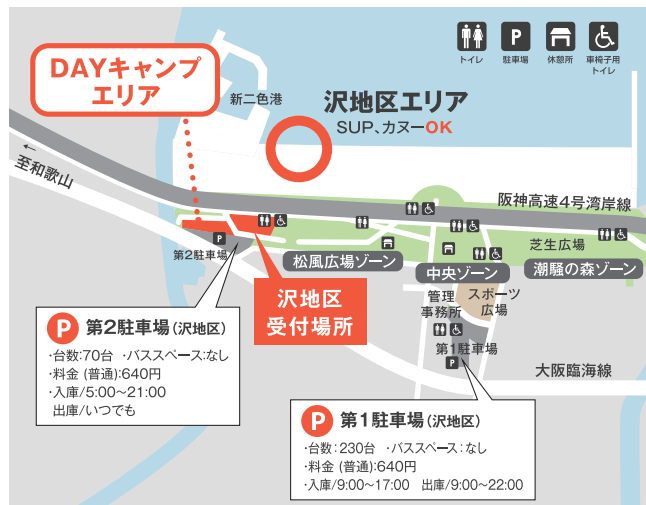 DAYキャンプ
エリア
新二色港
沢地区エリア
SUP、カヌーOK
トイレ
P
駐車場
休憩所
車椅子用
トイレ
←
至和歌山
阪神高速4号湾岸線
P
第2駐車場
松風広場ゾーン
中央ゾーン
芝生広場
潮騒の森ゾーン
沢地区
受付場所
管理
事務所
スポーツ
広場
第1駐車場
P
大阪臨海線
P 第2駐車場(沢地区)
・台数:70台 ・バススペース:なし
・料金 (普通):640円
・入庫/5:00〜21:00
出庫/いつでも
P 第1駐車場(沢地区)
・台数:230台 ・バススペース:なし
・料金 (普通):640円
・入庫/9:00〜17:00 出庫/9:00〜22:00